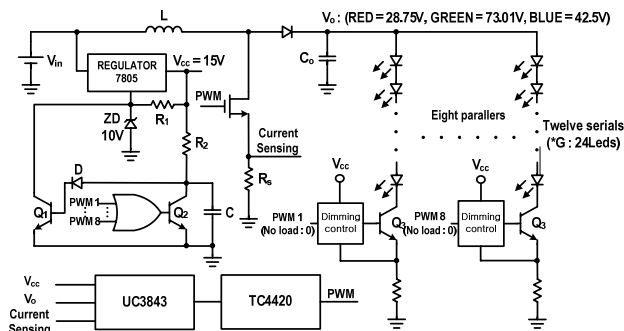 L
Vo : (RED = 28.75V, GREEN = 73.01V, BLUE = 42.5V)
Vin
REGULATOR
7805
Vcc = 15V
Co
PWM
ZD
10V
R1
R2
Current
Sensing
Eight parallers
Twelve serials
(*G : 24Leds)
D
Rs
Vcc
Vcc
Q1
PWM 1
PWM 8
Q2
C
PWM 1
(No load : 0)
Dimming
control
Q3
PWM 8
(No load : 0)
Dimming
control
Q3
Vcc
Vo
Current
Sensing
UC3843
TC4420
PWM